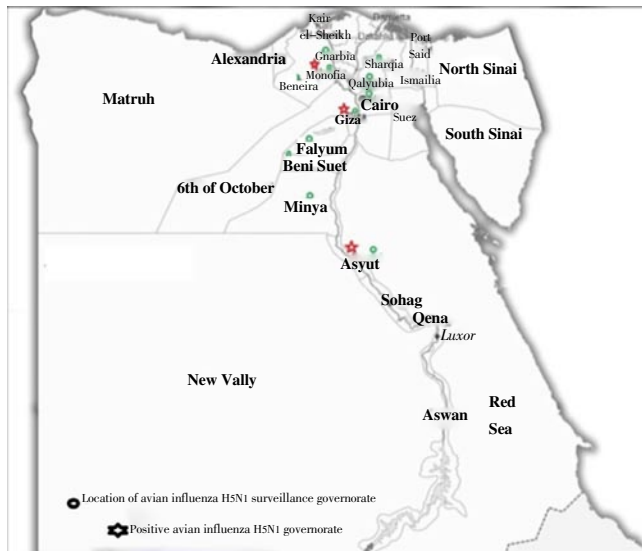 Kair
el-Sheikh
Port
Said
Alexandria
Gnarbia
Sharqia
Monofia
Qalyubia
Ismailia
North Sinai
Beneira
Matruh
Cairo
Giza
Suez
South Sinai
Falyum
Beni Suet
6th of October
Minya
Asyut
Sohag
Qena
Luxor
New Vally
Aswan
Red
Sea
Location of avian influenza H5N1 surveillance governorate
Positive avian influenza H5N1 governorate